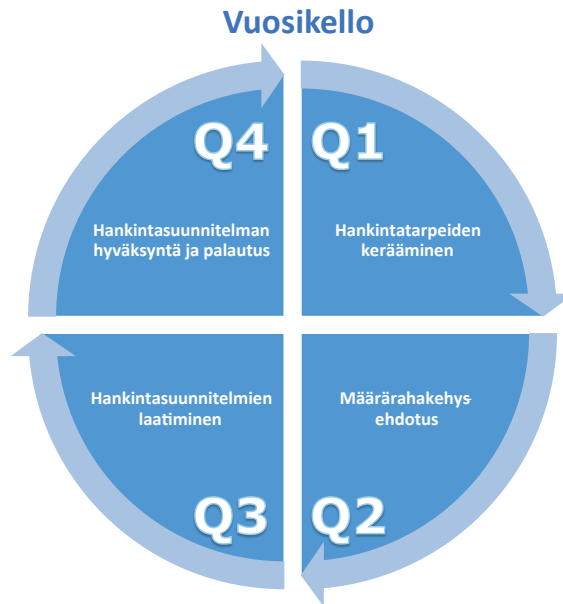 Vuosikello
Q4
Hankintasuunnitelman
hyväksyntä ja palautus
Q1
Hankintatarpeiden
kerääminen
Hankintasuunnitelmien
laatiminen
Q3
Määrärahakehys-
ehdotus
Q2